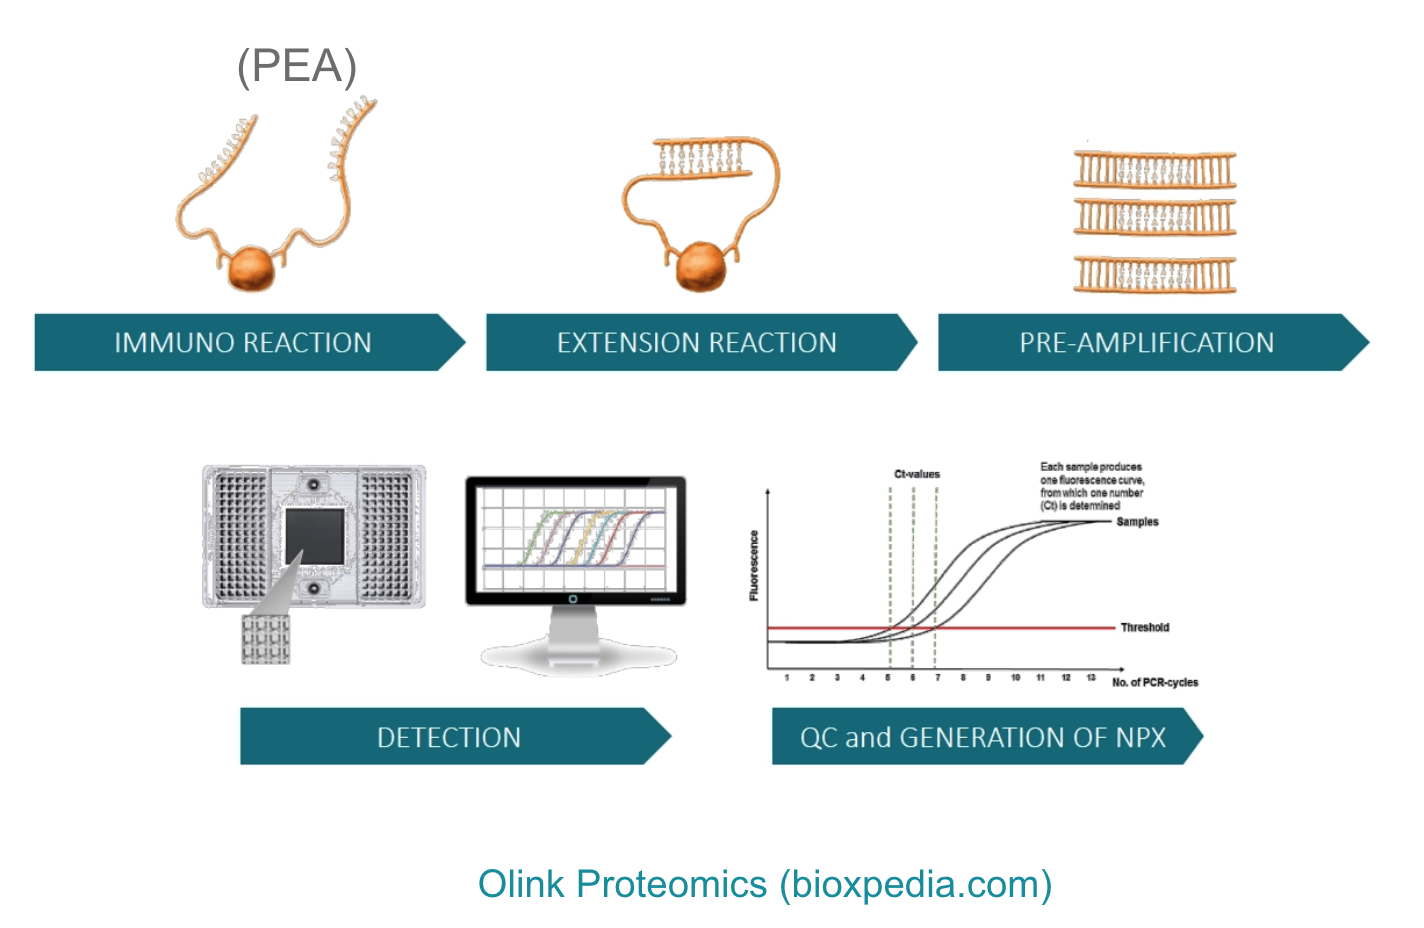 (PEA)
IMMUNO REACTION
EXTENSION REACTION
PRE-AMPLIFICATION
Ct-values
Each sample produces
one fluorescence curve,
from which one number
(Ct) is determined
Samples
Fluorescence
Threshold
1 2 3 4 5 6 7 8 9 10 11 12 13
No. of PCR-cycles
DETECTION
QC and GENERATION OF NPX
Olink Proteomics (bioxpedia.com)